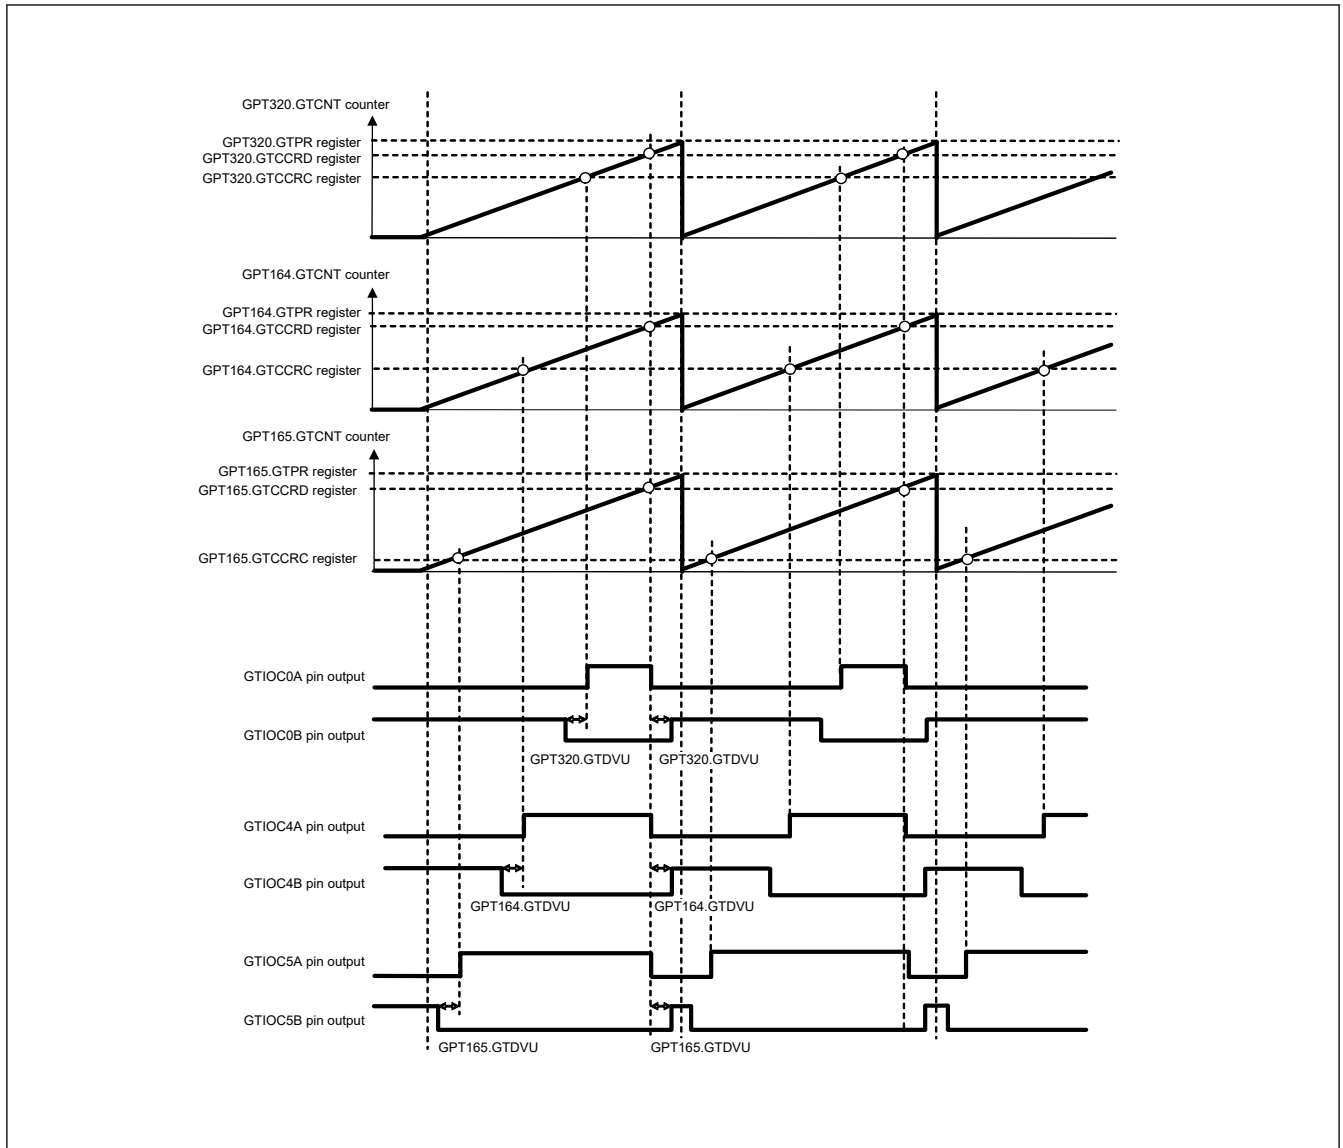 GPT320.GTCNT counter
GPT320.GTPR register
GPT320.GTCCRD register
GPT320.GTCCRC register
GPT164.GTCNT counter
GPT164.GTPR register
GPT164.GTCCRD register
GPT164.GTCCRC register
GPT165.GTCNT counter
GPT165.GTPR register
GPT165.GTCCRD register
GPT165.GTCCRC register
GTIOC0A pin output
GTIOC0B pin output
GPT320.GTDVU GPT320.GTDVU
GTIOC4A pin output
GTIOC4B pin output
GPT164.GTDVU GPT164.GTDVU
GTIOC5A pin output
GTIOC5B pin output
GPT165.GTDVU GPT165.GTDVU